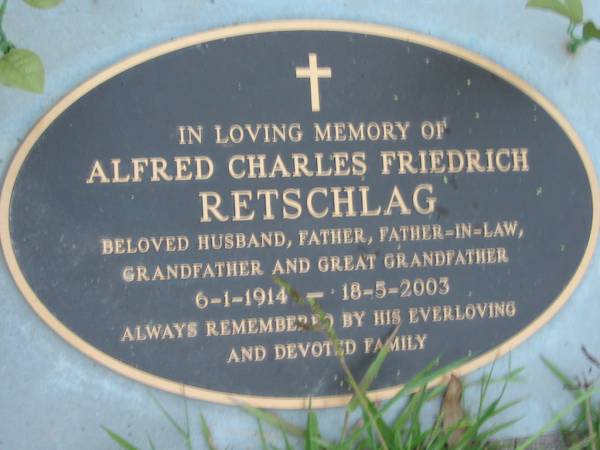 IN LOVING MEMORY OF
ALFRED CHARLES FRIEDRICH
RETSCHLAG
BELOVED HUSBAND, FATHER, FATHER-IN-LAW,
GRANDFATHER AND GREAT GRANDFATHER
6-1-1914 — 18-5-2003
ALWAYS REMEMBERED BY HIS EVERLOVING
AND DEVOTED FAMILY